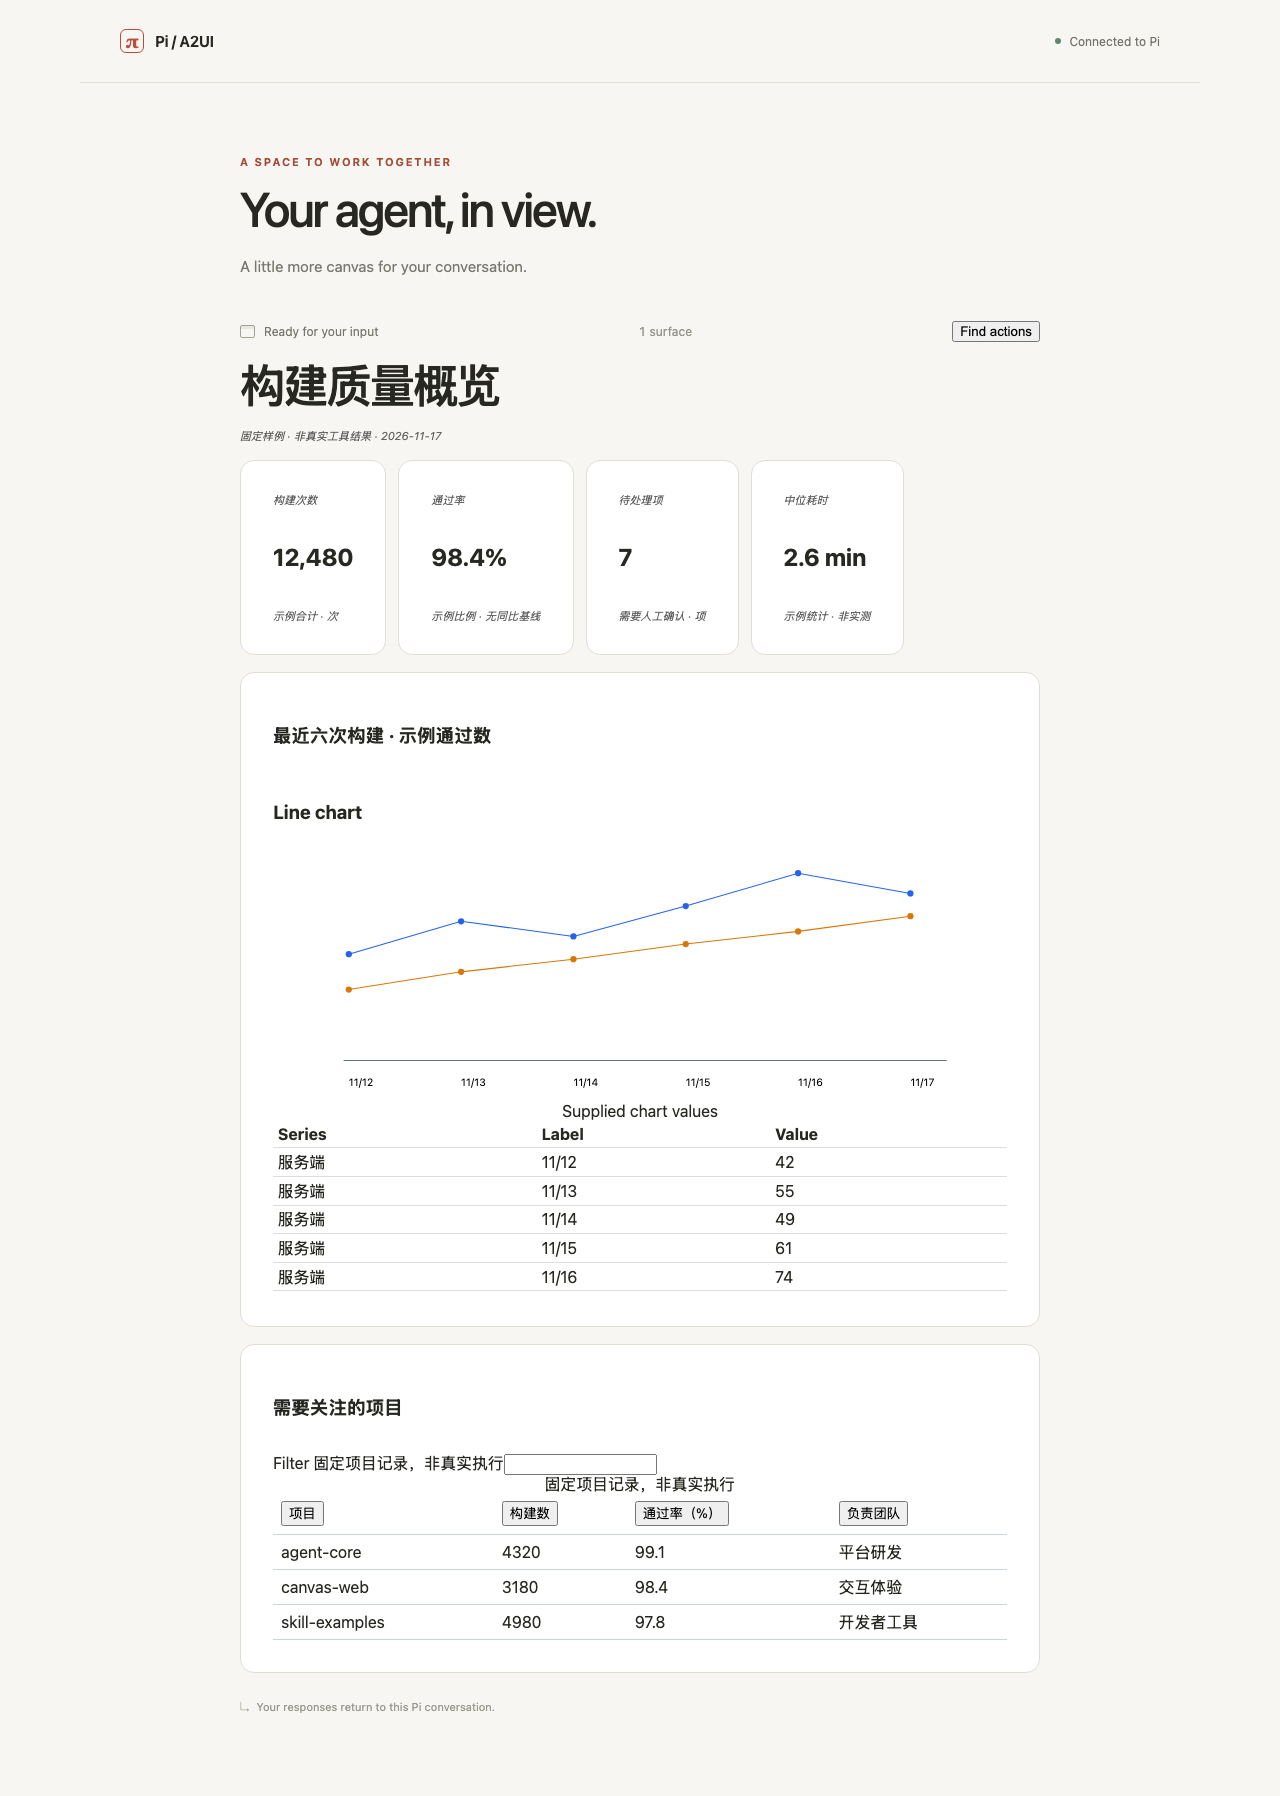 π Pi / A2UI
Connected to Pi
A SPACE TO WORK TOGETHER
Your agent, in view.
A little more canvas for your conversation.
Ready for your input
1 surface
Find actions
构建质量概览
固定样例 · 非真实工具结果 · 2026-11-17
构建次数
12,480
示例合计 · 次
通过率
98.4%
示例比例 · 无同比基线
待处理项
7
需要人工确认 · 项
中位耗时
2.6 min
示例统计 · 非实测
最近六次构建 · 示例通过数
Line chart
11/12 11/13 11/14 11/15 11/16 11/17
Supplied chart values
Series Label Value
服务端 11/12 42
服务端 11/13 55
服务端 11/14 49
服务端 11/15 61
服务端 11/16 74
需要关注的项目
Filter 固定项目记录，非真实执行
固定项目记录，非真实执行
项目 构建数 通过率（%） 负责团队
agent-core 4320 99.1 平台研发
canvas-web 3180 98.4 交互体验
skill-examples 4980 97.8 开发者工具
Your responses return to this Pi conversation.